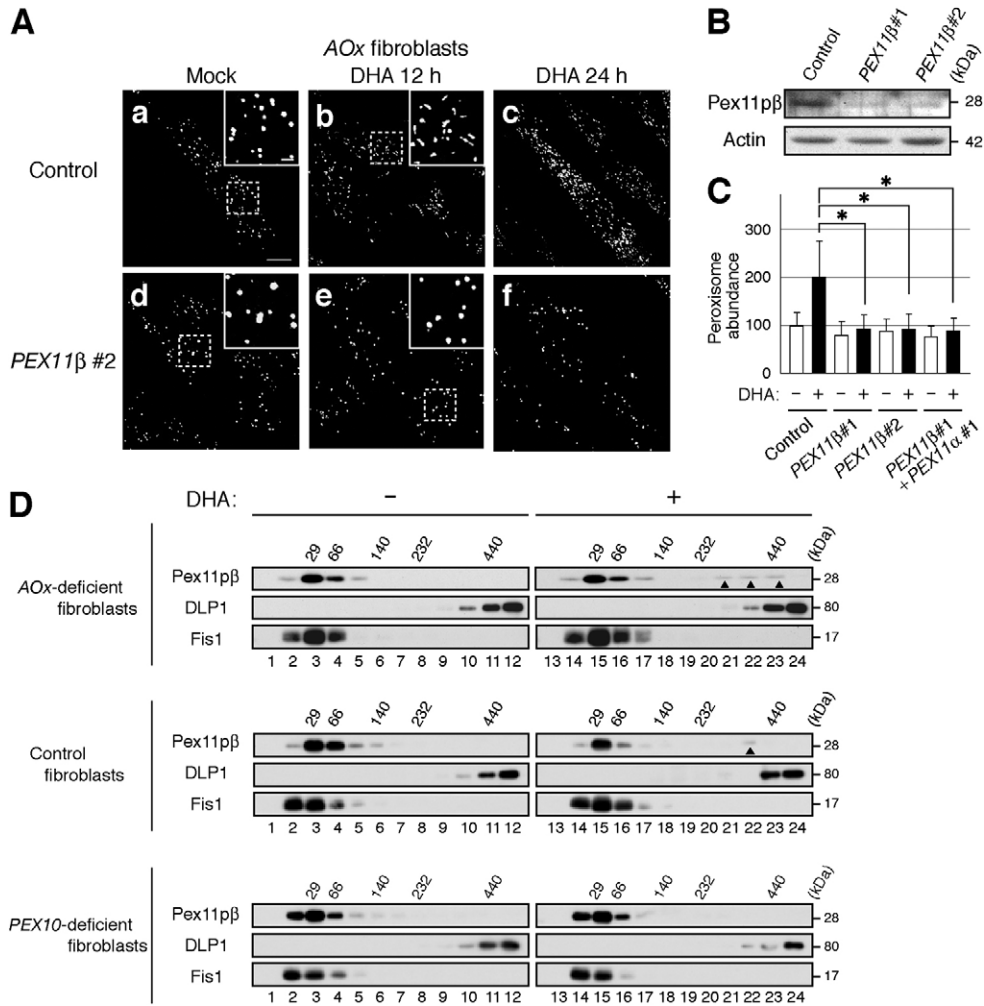 A
AOx fibroblasts
Mock
DHA 12 h
DHA 24 h
Control
a
b
c
PEX11β #2
d
e
f
B
Control
PEX11β#1
PEX11β#2
(kDa)
Pex11pβ
28
Actin
42
C
Peroxisome
abundance
300
200
100
0
*
*
*
DHA: − + − + − + − +
Control
PEX11β#1
PEX11β#2
PEX11β#1
+ PEX11α #1
D
DHA: − +
AOx-deficient
fibroblasts
29 66 140 232 440 29 66 140 232 440 (kDa)
Pex11pβ 28
DLP1 80
Fis1 17
1 2 3 4 5 6 7 8 9 10 11 12 13 14 15 16 17 18 19 20 21 22 23 24
Control
fibroblasts
29 66 140 232 440 29 66 140 232 440 (kDa)
Pex11pβ 28
DLP1 80
Fis1 17
1 2 3 4 5 6 7 8 9 10 11 12 13 14 15 16 17 18 19 20 21 22 23 24
PEX10-deficient
fibroblasts
29 66 140 232 440 29 66 140 232 440 (kDa)
Pex11pβ 28
DLP1 80
Fis1 17
1 2 3 4 5 6 7 8 9 10 11 12 13 14 15 16 17 18 19 20 21 22 23 24